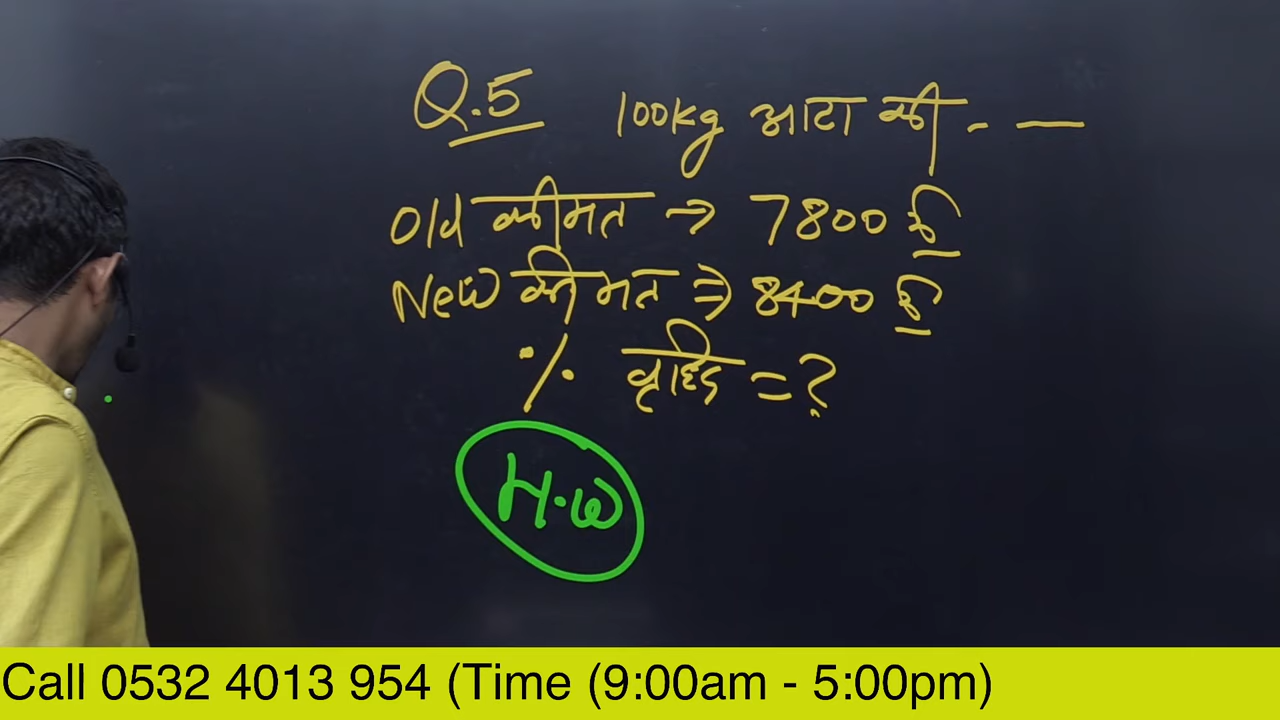 Q.5 100kg आटा की - —
Old कीमत → 7800 रु
New कीमत ⇒ 8400 रु
% वृद्धि = ?
H.W
Call 0532 4013 954 (Time (9:00am - 5:00pm)